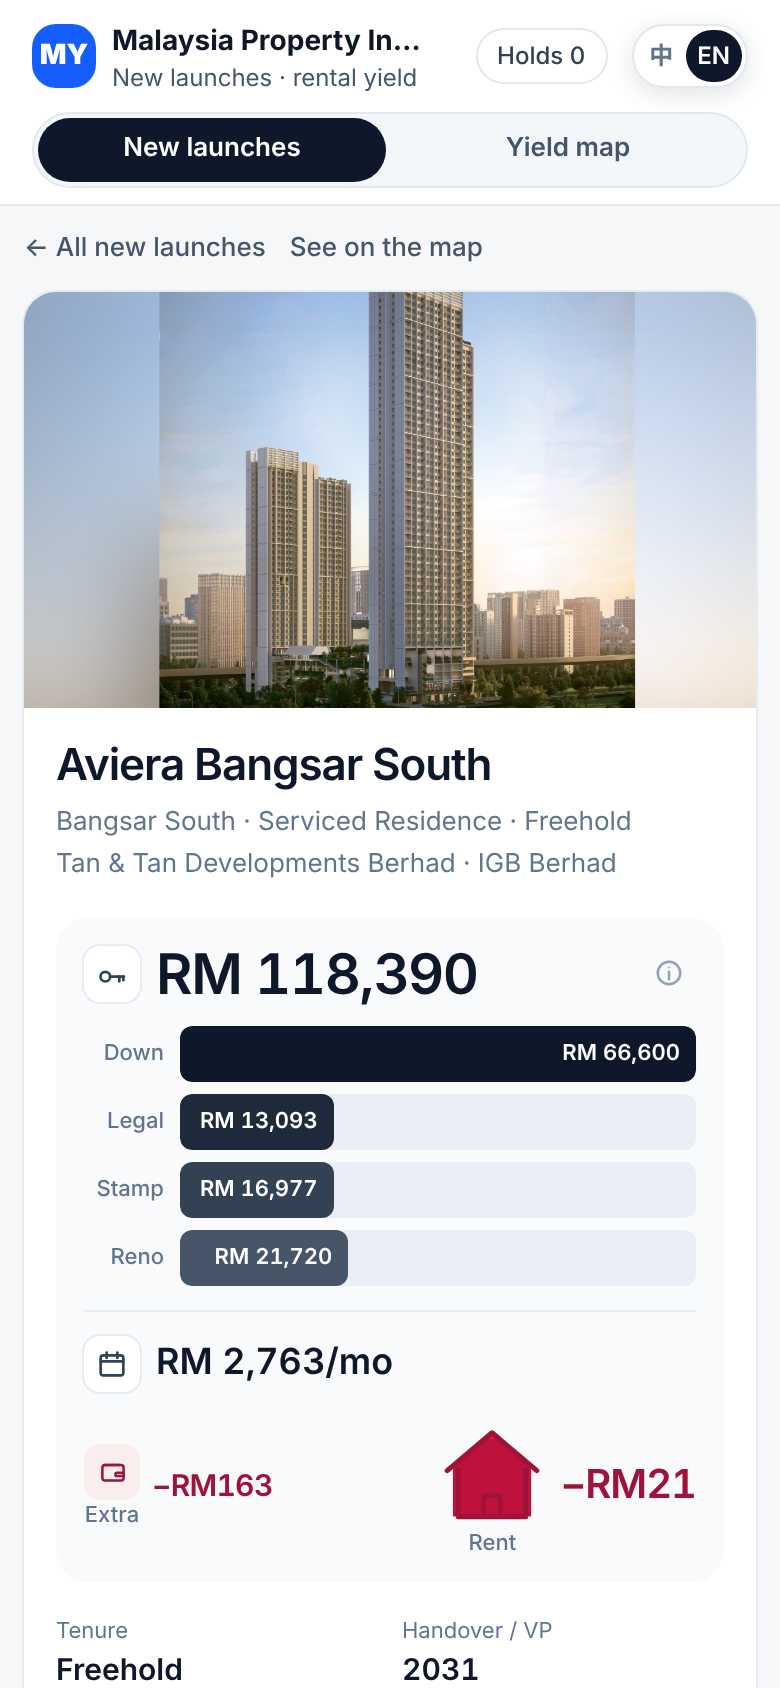 MY
Malaysia Property In...
New launches · rental yield
Holds 0
中
EN
New launches
Yield map
← All new launches
See on the map
Aviera Bangsar South
Bangsar South · Serviced Residence · Freehold
Tan & Tan Developments Berhad · IGB Berhad
RM 118,390
Down
RM 66,600
Legal
RM 13,093
Stamp
RM 16,977
Reno
RM 21,720
RM 2,763/mo
Extra
–RM163
Rent
–RM21
Tenure
Handover / VP
Freehold
2031